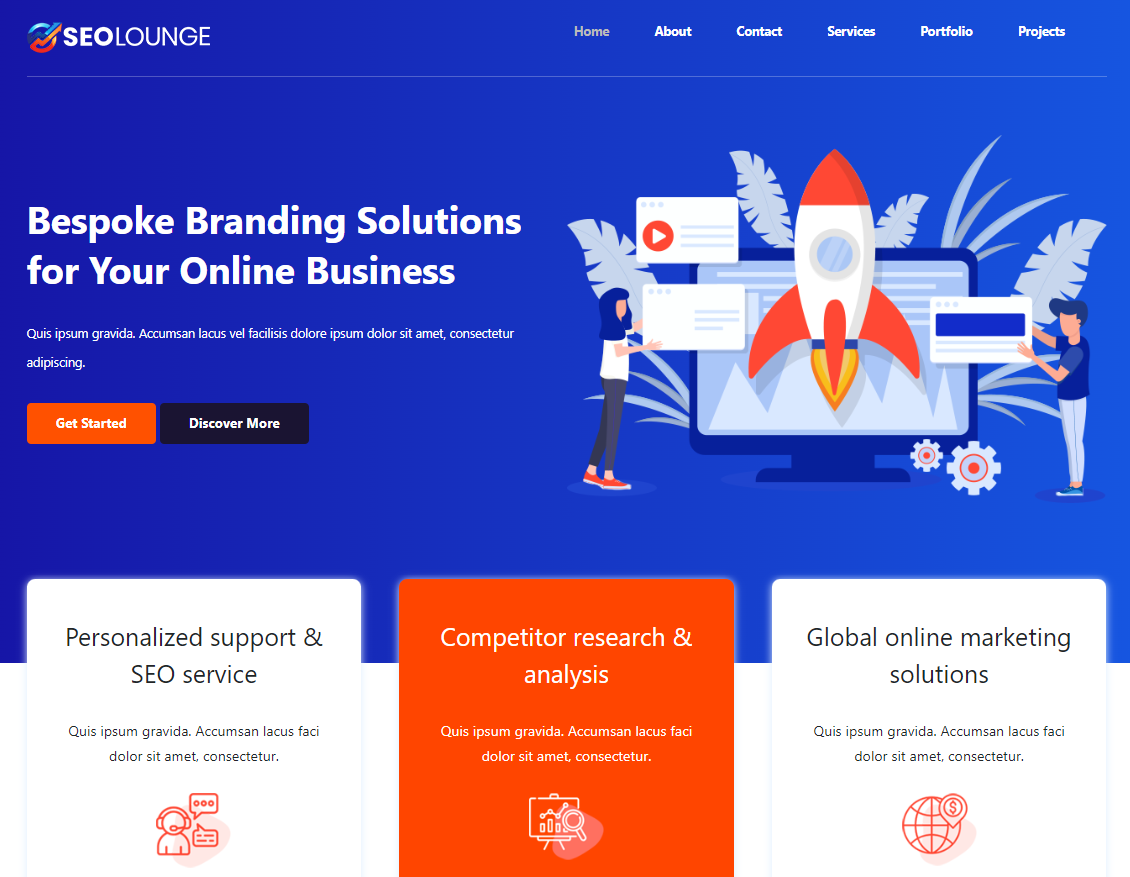 SEOLOUNGE
Home About Contact Services Portfolio Projects
Bespoke Branding Solutions
for Your Online Business
Quis ipsum gravida. Accumsan lacus vel facilisis dolore ipsum dolor sit amet, consectetur
adipiscing.
Get Started Discover More
Personalized support &
SEO service
Quis ipsum gravida. Accumsan lacus faci
dolor sit amet, consectetur.
Competitor research &
analysis
Quis ipsum gravida. Accumsan lacus faci
dolor sit amet, consectetur.
Global online marketing
solutions
Quis ipsum gravida. Accumsan lacus faci
dolor sit amet, consectetur.
$